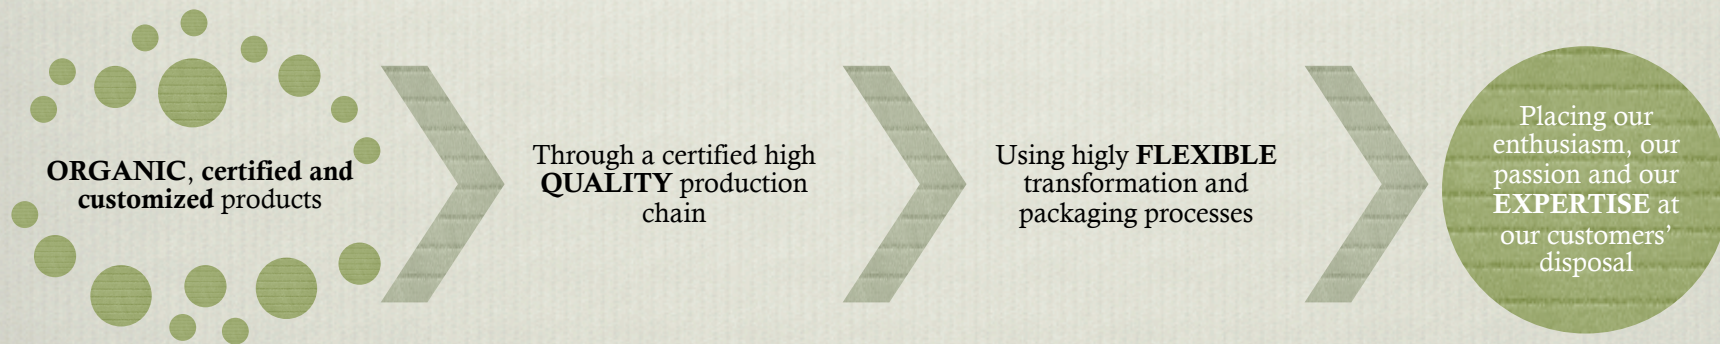 ORGANIC, certified and
customized products
Through a certified high
QUALITY production
chain
Using higly FLEXIBLE
transformation and
packaging processes
Placing our
enthusiasm, our
passion and our
EXPERTISE at
our customers’
disposal